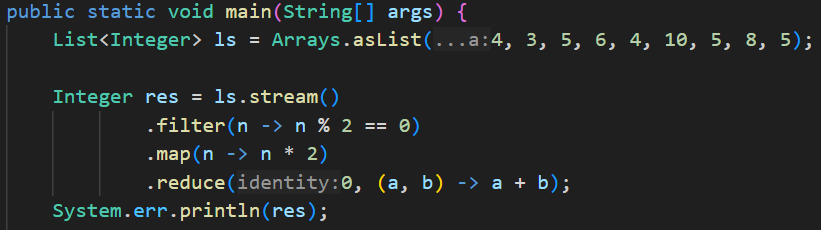 public static void main(String[] args) {
List<Integer> ls = Arrays.asList(...a:4, 3, 5, 6, 4, 10, 5, 8, 5);
Integer res = ls.stream()
.filter(n -> n % 2 == 0)
.map(n -> n * 2)
.reduce(identity:0, (a, b) -> a + b);
System.err.println(res);